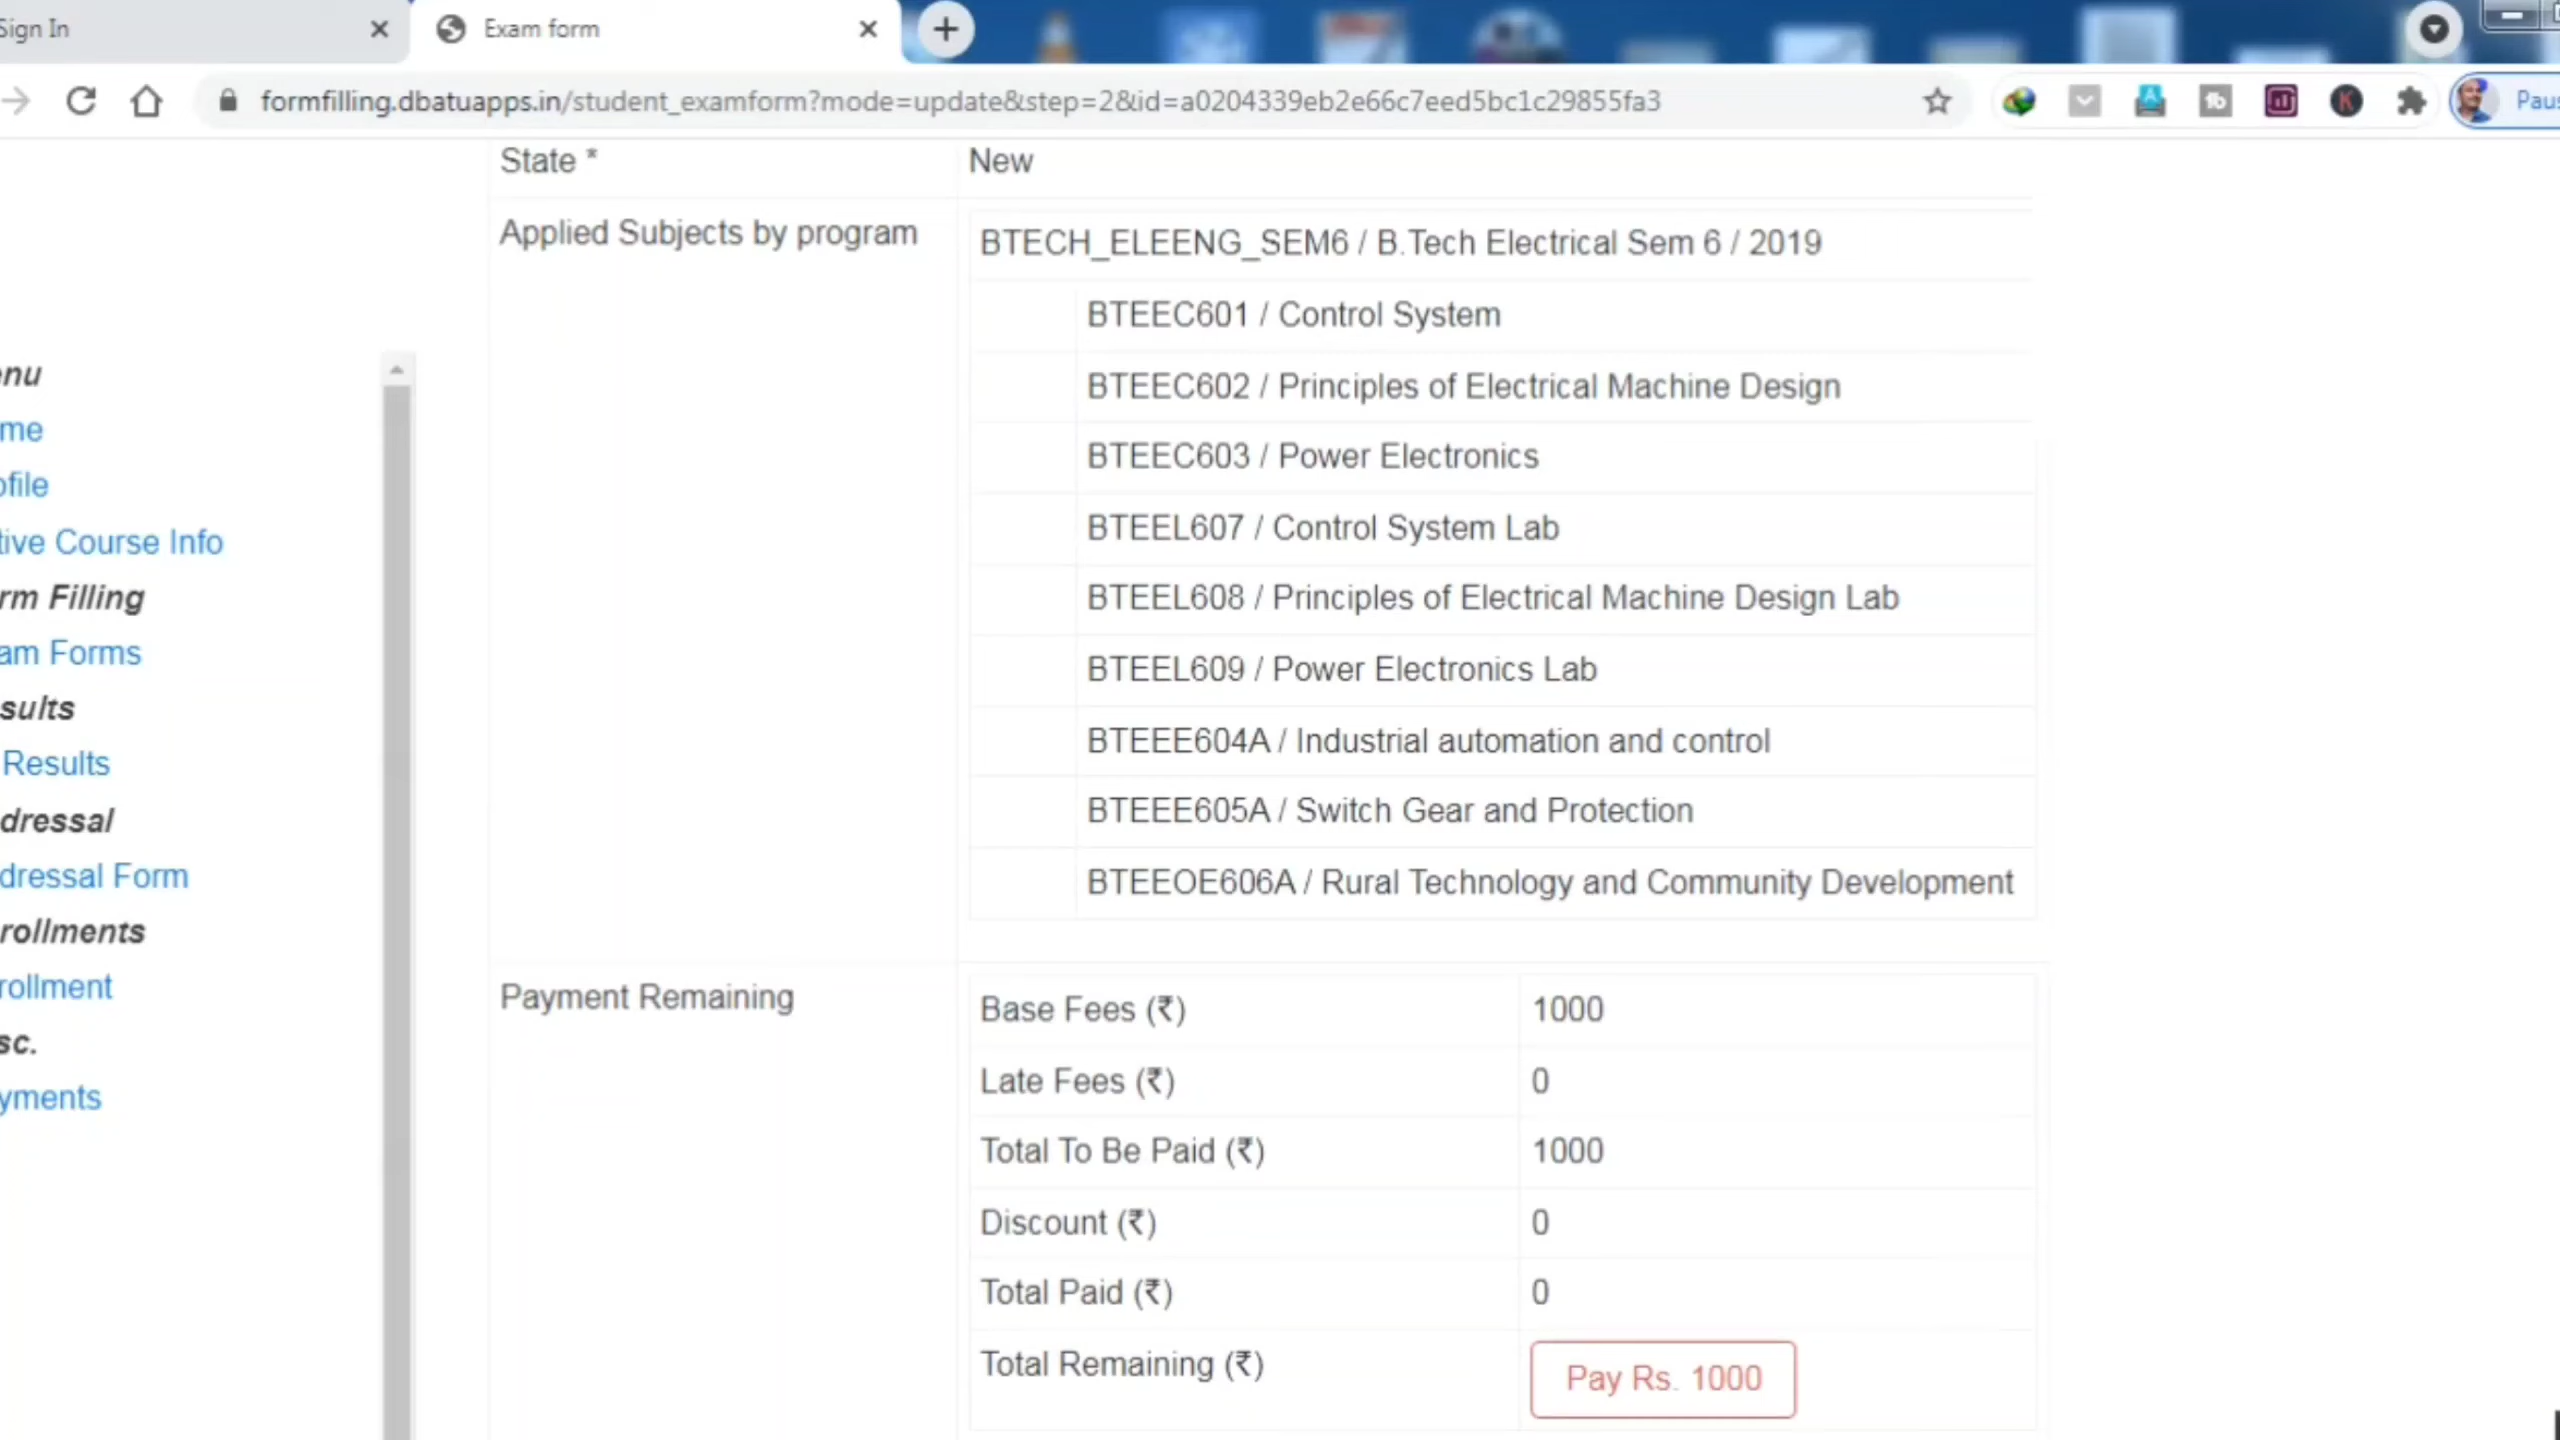 Sign In
Exam form
formfilling.dbatuapps.in/student_examform?mode=update&step=2&id=a0204339eb2e66c7eed5bc1c29855fa3
Paus
State * New
Applied Subjects by program
BTECH_ELEENG_SEM6 / B.Tech Electrical Sem 6 / 2019
BTEEC601 / Control System
BTEEC602 / Principles of Electrical Machine Design
BTEEC603 / Power Electronics
BTEEL607 / Control System Lab
BTEEL608 / Principles of Electrical Machine Design Lab
BTEEL609 / Power Electronics Lab
BTEEE604A / Industrial automation and control
BTEEE605A / Switch Gear and Protection
BTEEOE606A / Rural Technology and Community Development
enu
me
ofile
tive Course Info
rm Filling
am Forms
sults
Results
dressal
dressal Form
rollments
rollment
sc.
yments
Payment Remaining
Base Fees (₹) 1000
Late Fees (₹) 0
Total To Be Paid (₹) 1000
Discount (₹) 0
Total Paid (₹) 0
Total Remaining (₹) Pay Rs. 1000